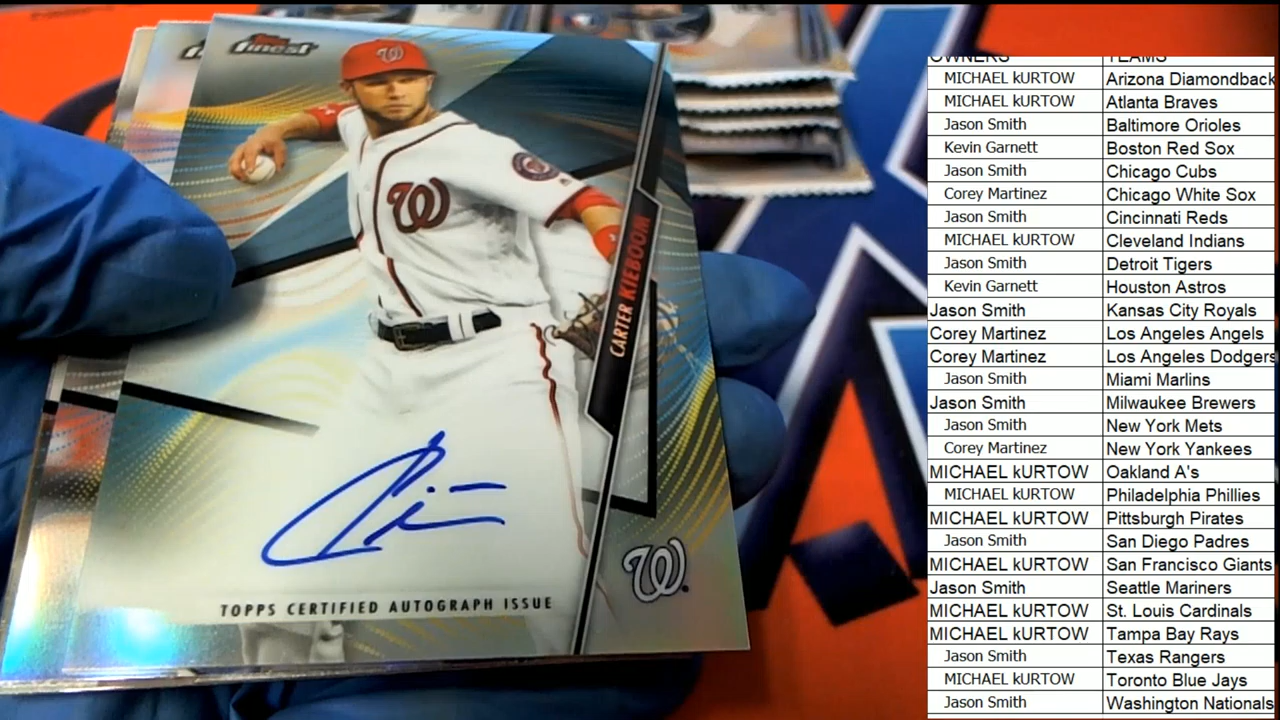 Topps finest
W
W
CARTER KIEBOOM
W
TOPPS CERTIFIED AUTOGRAPH ISSUE
OWNERS TEAMS
MICHAEL kURTOW Arizona Diamondback
MICHAEL kURTOW Atlanta Braves
Jason Smith Baltimore Orioles
Kevin Garnett Boston Red Sox
Jason Smith Chicago Cubs
Corey Martinez Chicago White Sox
Jason Smith Cincinnati Reds
MICHAEL kURTOW Cleveland Indians
Jason Smith Detroit Tigers
Kevin Garnett Houston Astros
Jason Smith Kansas City Royals
Corey Martinez Los Angeles Angels
Corey Martinez Los Angeles Dodgers
Jason Smith Miami Marlins
Jason Smith Milwaukee Brewers
Jason Smith New York Mets
Corey Martinez New York Yankees
MICHAEL kURTOW Oakland A's
MICHAEL kURTOW Philadelphia Phillies
MICHAEL kURTOW Pittsburgh Pirates
Jason Smith San Diego Padres
MICHAEL kURTOW San Francisco Giants
Jason Smith Seattle Mariners
MICHAEL kURTOW St. Louis Cardinals
MICHAEL kURTOW Tampa Bay Rays
Jason Smith Texas Rangers
MICHAEL kURTOW Toronto Blue Jays
Jason Smith Washington Nationals